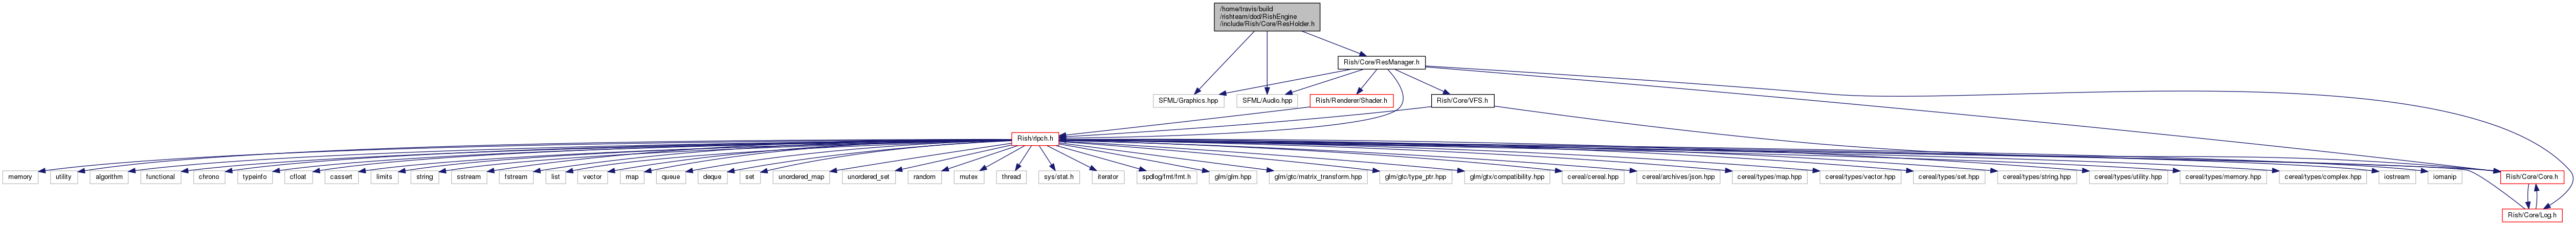 /home/travis/build
/rishteam/dod/RishEngine
/include/Rish/Core/ResHolder.h
Rish/Core/ResManager.h
SFML/Graphics.hpp
SFML/Audio.hpp
Rish/Renderer/Shader.h
Rish/Core/VFS.h
Rish/rlpch.h
memory
utility
algorithm
functional
chrono
typeinfo
cfloat
cassert
limits
string
sstream
fstream
list
vector
map
queue
deque
set
unordered_map
unordered_set
random
mutex
thread
sys/stat.h
iterator
spdlog/fmt/fmt.h
glm/glm.hpp
glm/gtc/matrix_transform.hpp
glm/gtc/type_ptr.hpp
glm/gtx/compatibility.hpp
cereal/cereal.hpp
cereal/archives/json.hpp
cereal/types/map.hpp
cereal/types/vector.hpp
cereal/types/set.hpp
cereal/types/string.hpp
cereal/types/utility.hpp
cereal/types/memory.hpp
cereal/types/complex.hpp
iostream
iomanip
Rish/Core/Core.h
Rish/Core/Log.h